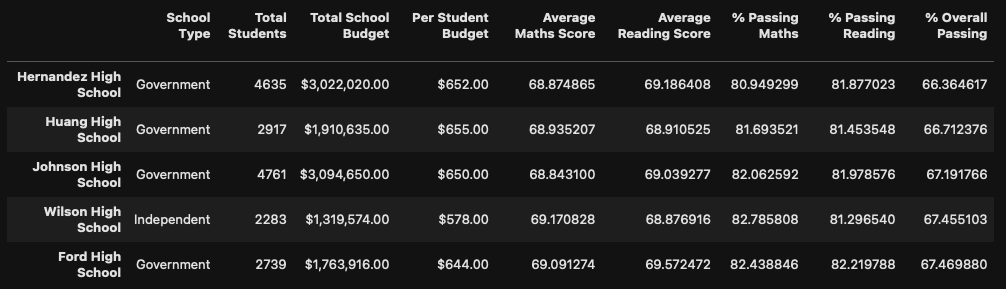 School Type Total Students Total School Budget Per Student Budget Average Maths Score Average Reading Score % Passing Maths % Passing Reading % Overall Passing
Hernandez High School Government 4635 $3,022,020.00 $652.00 68.874865 69.186408 80.949299 81.877023 66.364617
Huang High School Government 2917 $1,910,635.00 $655.00 68.935207 68.910525 81.693521 81.453548 66.712376
Johnson High School Government 4761 $3,094,650.00 $650.00 68.843100 69.039277 82.062592 81.978576 67.191766
Wilson High School Independent 2283 $1,319,574.00 $578.00 69.170828 68.876916 82.785808 81.296540 67.455103
Ford High School Government 2739 $1,763,916.00 $644.00 69.091274 69.572472 82.438846 82.219788 67.469880